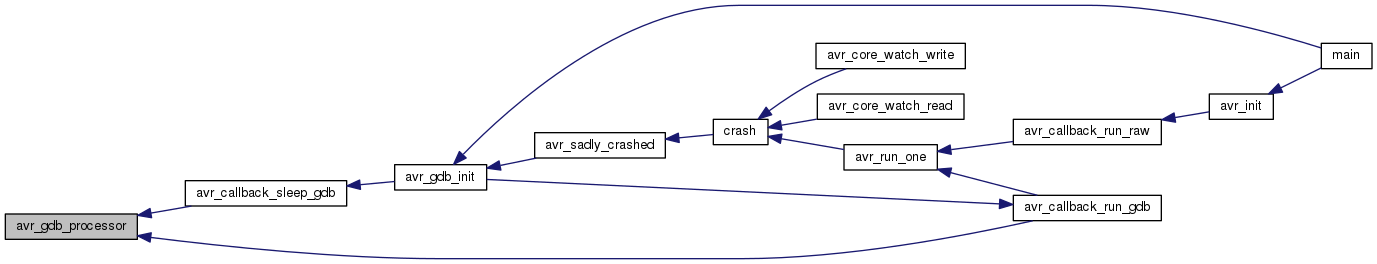 avr_core_watch_write
main
avr_core_watch_read
avr_init
crash
avr_callback_run_raw
avr_sadly_crashed
avr_run_one
avr_gdb_init
avr_callback_sleep_gdb
avr_callback_run_gdb
avr_gdb_processor